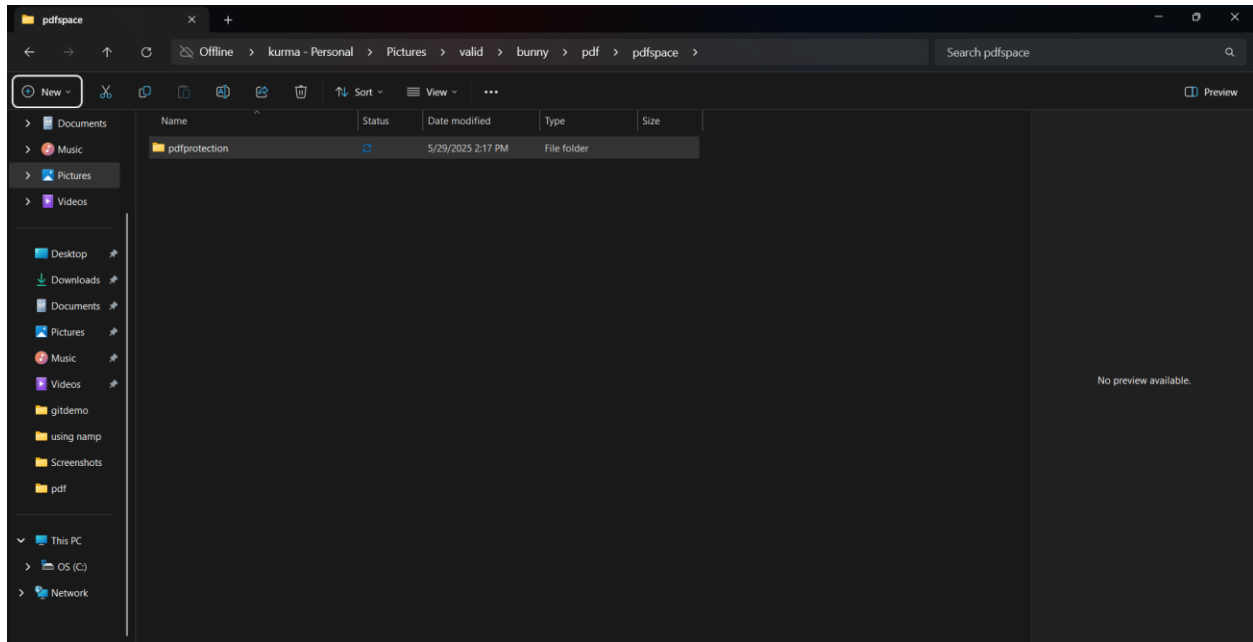 pdfspace
Offline > kurma - Personal > Pictures > valid > bunny > pdf > pdfspace >
Search pdfspace
New
Sort
View
Preview
Documents
Music
Pictures
Videos
Desktop
Downloads
Documents
Pictures
Music
Videos
gitdemo
using namp
Screenshots
pdf
This PC
OS (C:)
Network
Name Status Date modified Type Size
pdfprotection 5/29/2025 2:17 PM File folder
No preview available.